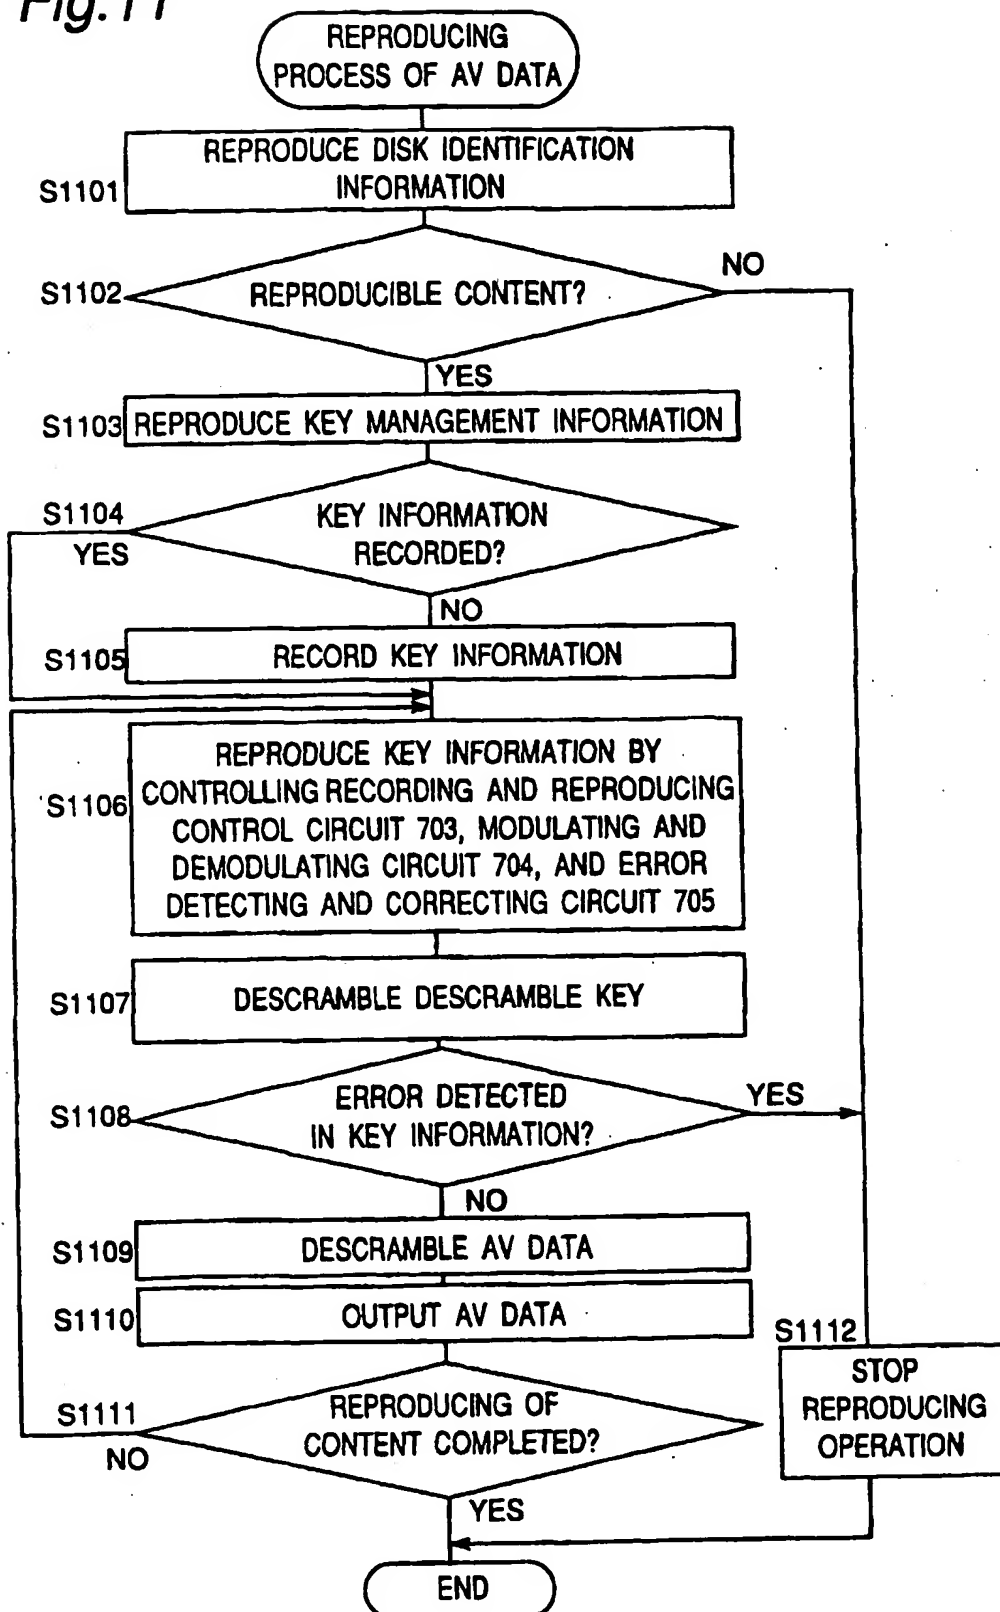 Fig. 11
REPRODUCING
PROCESS OF AV DATA
REPRODUCE DISK IDENTIFICATION
INFORMATION
S1101
S1102
REPRODUCIBLE CONTENT?
NO
YES
S1103
REPRODUCE KEY MANAGEMENT INFORMATION
S1104
KEY INFORMATION
RECORDED?
YES
NO
S1105
RECORD KEY INFORMATION
S1106
REPRODUCE KEY INFORMATION BY
CONTROLLING RECORDING AND REPRODUCING
CONTROL CIRCUIT 703, MODULATING AND
DEMODULATING CIRCUIT 704, AND ERROR
DETECTING AND CORRECTING CIRCUIT 705
S1107
DESCRAMBLE DESCRAMBLE KEY
S1108
ERROR DETECTED
IN KEY INFORMATION?
YES
NO
S1109
DESCRAMBLE AV DATA
S1110
OUTPUT AV DATA
S1112
STOP
REPRODUCING
OPERATION
S1111
REPRODUCING OF
CONTENT COMPLETED?
NO
YES
END